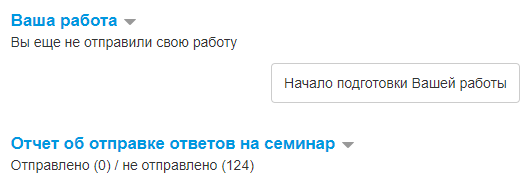 Ваша работа
Вы еще не отправили свою работу
Начало подготовки Вашей работы
Отчет об отправке ответов на семинар
Отправлено (0) / не отправлено (124)